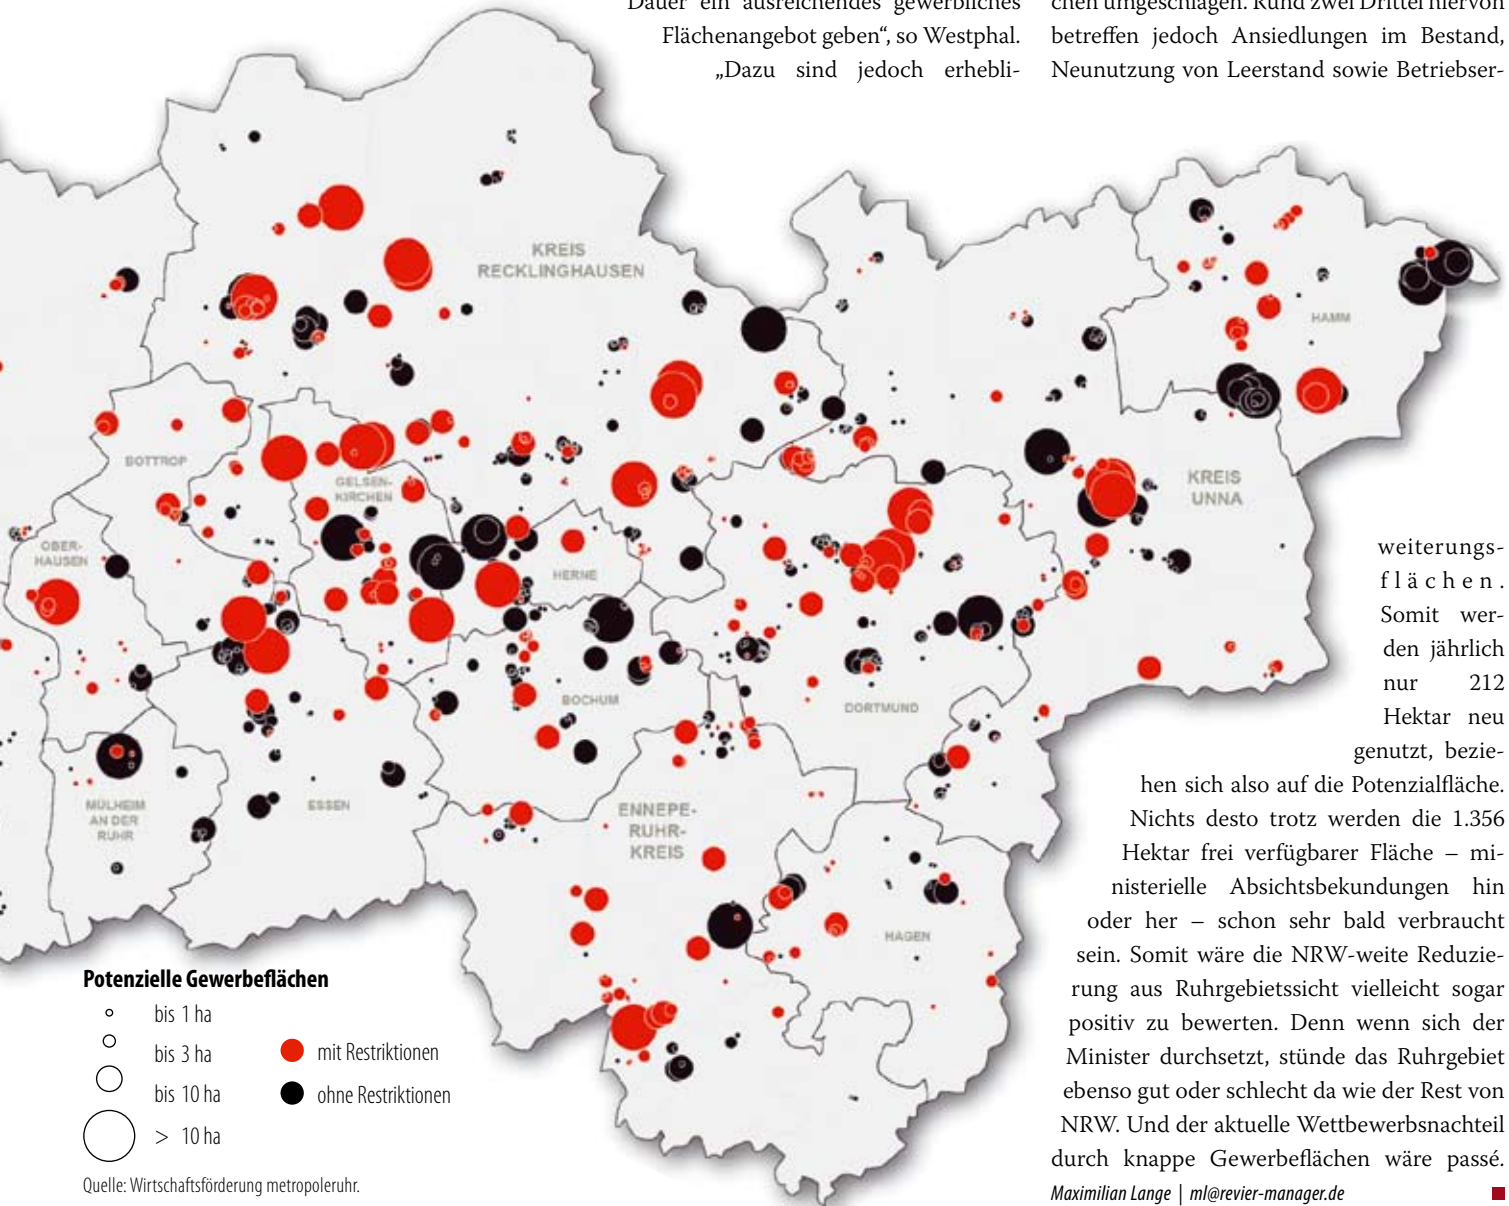 Dauer ein ausreichendes gewerbliches
Flächenangebot geben“, so Westphal.
„Dazu sind jedoch erhebli-
chen umgeschlagen. Rund zwei Drittel hiervon
betreffen jedoch Ansiedlungen im Bestand,
Neunutzung von Leerstand sowie Betriebser-
weiterungs-
flächen.
Somit wer-
den jährlich
nur 212
Hektar neu
genutzt, bezie-
hen sich also auf die Potenzialfläche.
Nichts desto trotz werden die 1.356
Hektar frei verfügbarer Fläche – mi-
nisterielle Absichtsbekundungen hin
oder her – schon sehr bald verbraucht
sein. Somit wäre die NRW-weite Reduzie-
rung aus Ruhrgebietssicht vielleicht sogar
positiv zu bewerten. Denn wenn sich der
Minister durchsetzt, stünde das Ruhrgebiet
ebenso gut oder schlecht da wie der Rest von
NRW. Und der aktuelle Wettbewerbsnachteil
durch knappe Gewerbeflächen wäre passé.
Maximilian Lange | ml@revier-manager.de
KREIS
RECKLINGHAUSEN
HAMM
BOTTROP
GELSEN-
KIRCHEN
KREIS
UNNA
OBER-
HAUSEN
HERNE
BOCHUM
DORTMUND
MÜLHEIM
AN DER
RUHR
ESSEN
ENNEPE-
RUHR-
KREIS
HAGEN
Potenzielle Gewerbeflächen
bis 1 ha
bis 3 ha
bis 10 ha
> 10 ha
mit Restriktionen
ohne Restriktionen
Quelle: Wirtschaftsförderung metropoleruhr.